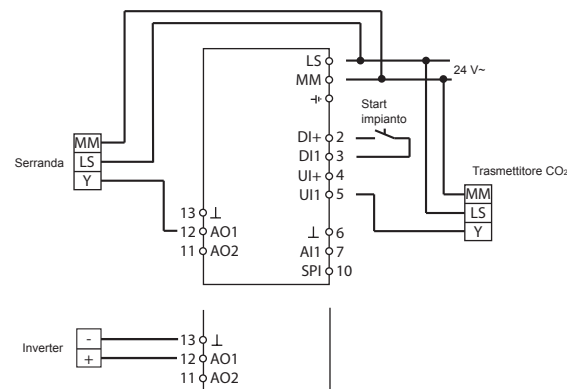 LS
MM
24 V~
Start
impianto
DI+ 2
DI1 3
UI+ 4
UI1 5
⊥ 6
AI1 7
SPI 10
13 ⊥
12 AO1
11 AO2
Serranda
MM
LS
Y
Trasmettitore CO₂
MM
LS
Y
Inverter
-
+
13 ⊥
12 AO1
11 AO2